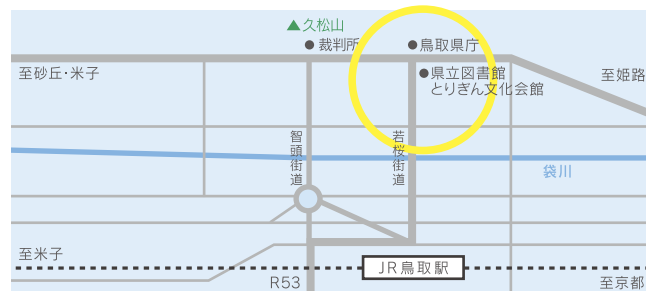 ▲久松山
●裁判所
●鳥取県庁
至砂丘・米子
●県立図書館
とりぎん文化会館
至姫路
智頭街道
若桜街道
袋川
至米子
JR鳥取駅
R53
至京都